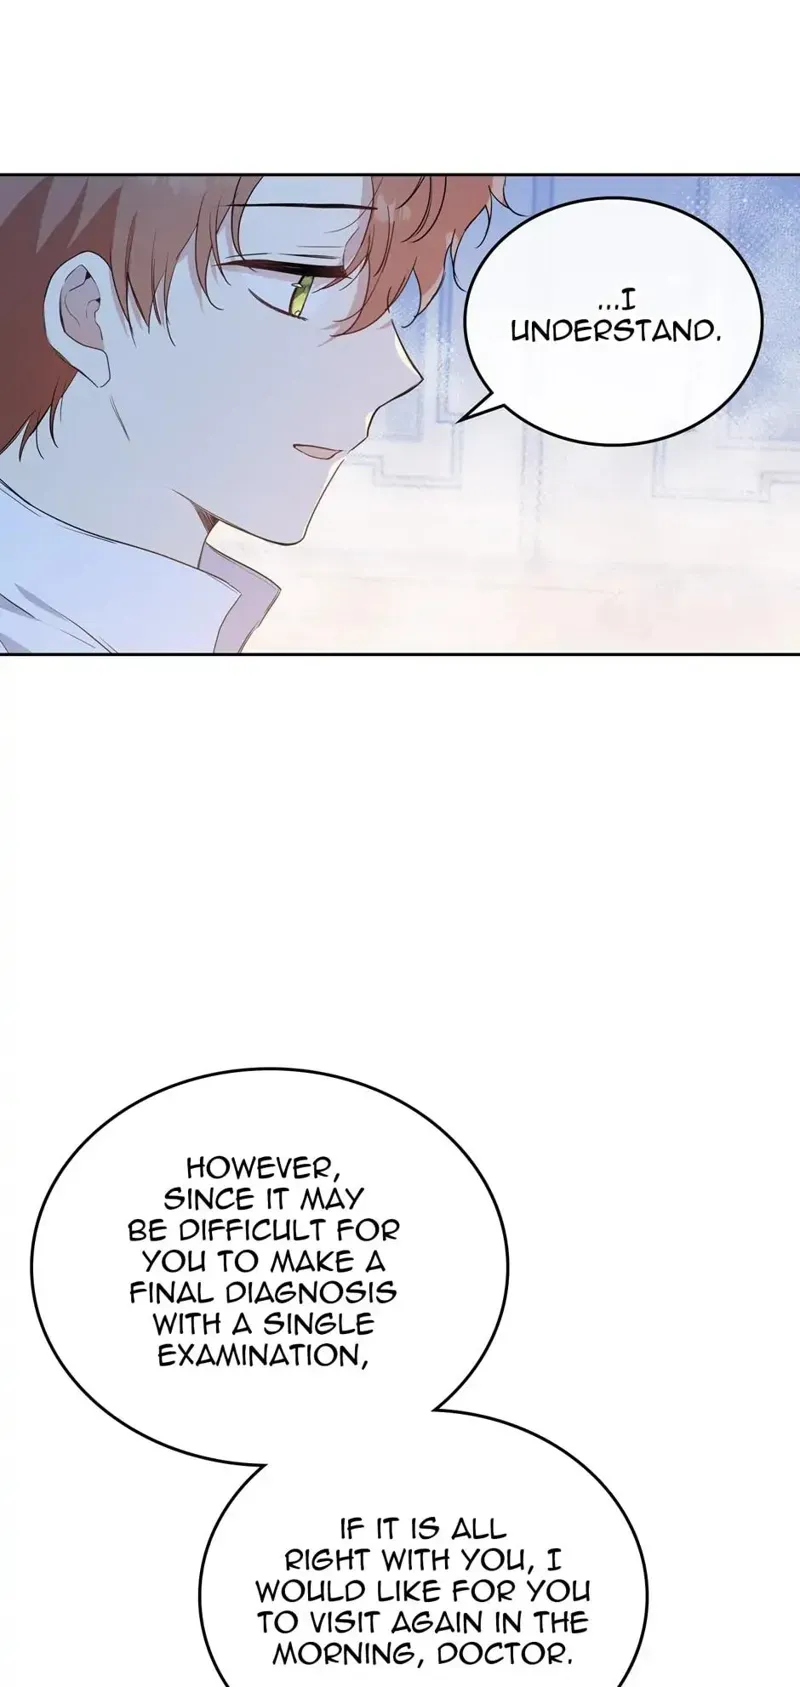 ...I
UNDERSTAND.
HOWEVER,
SINCE IT MAY
BE DIFFICULT FOR
YOU TO MAKE A
FINAL DIAGNOSIS
WITH A SINGLE
EXAMINATION,
IF IT IS ALL
RIGHT WITH YOU, I
WOULD LIKE FOR YOU
TO VISIT AGAIN IN THE
MORNING, DOCTOR.